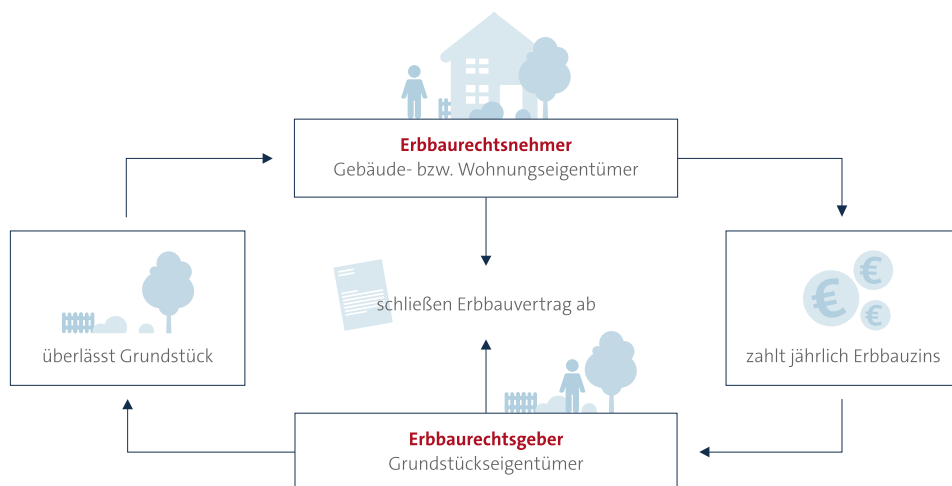 Erbbaurechtsnehmer
Gebäude- bzw. Wohnungseigentümer
schließen Erbbauvertrag ab
überlässt Grundstück
zahlt jährlich Erbbauzins
Erbbaurechtsgeber
Grundstückseigentümer